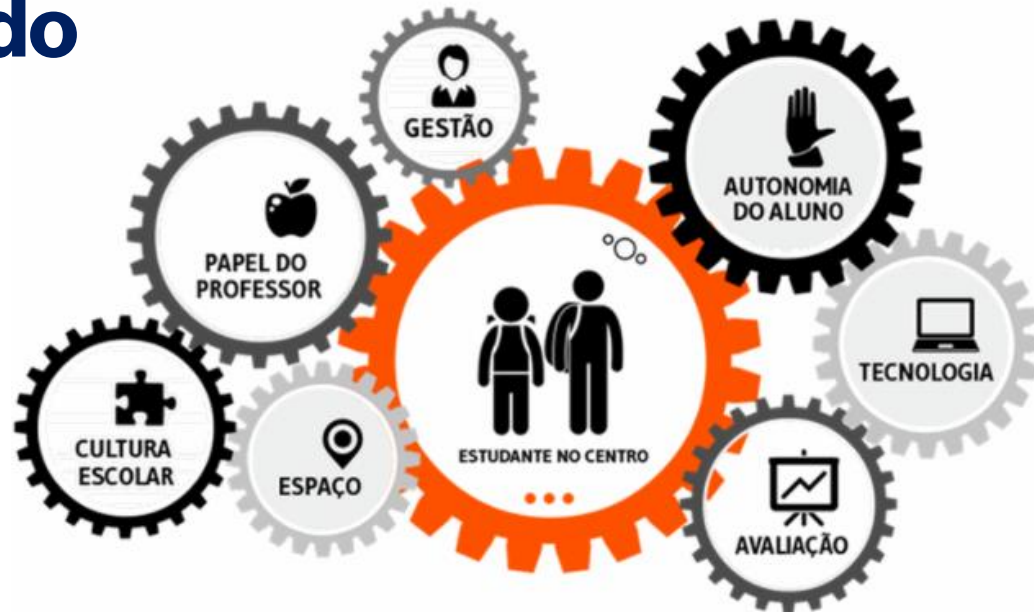 do
GESTÃO
AUTONOMIA
DO ALUNO
PAPEL DO
PROFESSOR
TECNOLOGIA
CULTURA
ESCOLAR
ESPAÇO
ESTUDANTE NO CENTRO
AVALIAÇÃO